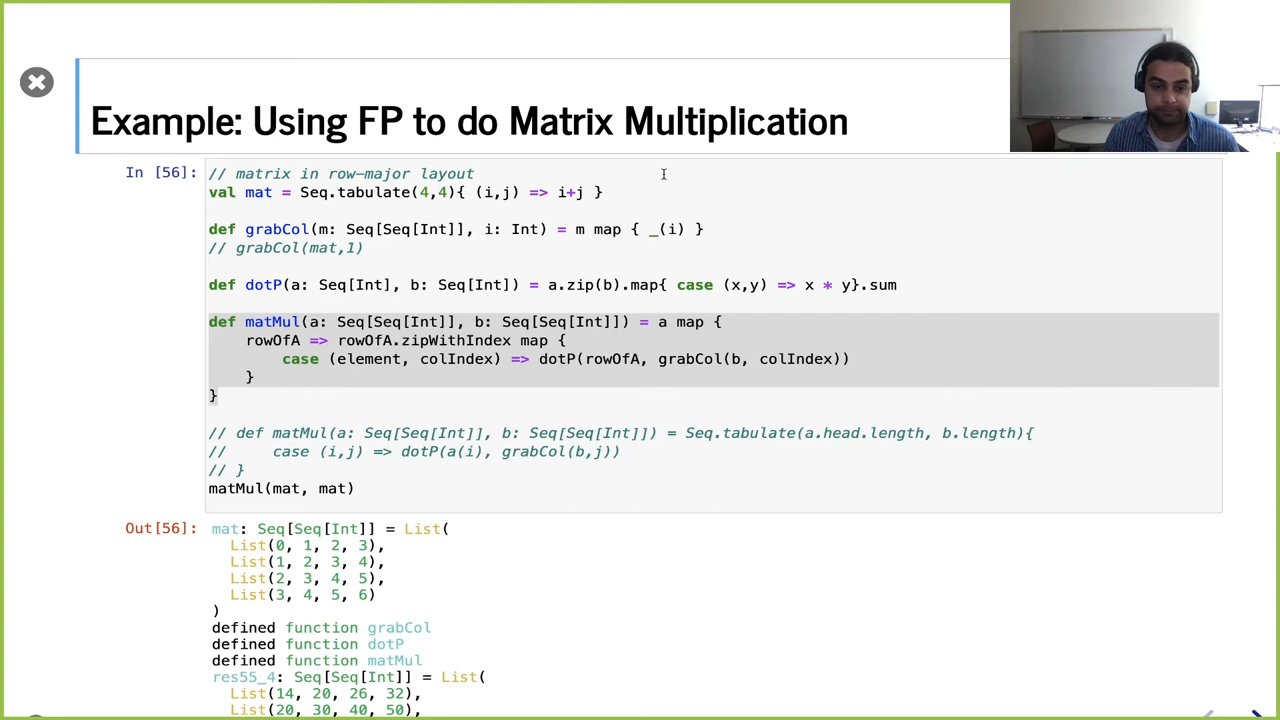 Example: Using FP to do Matrix Multiplication
In [56]:
// matrix in row-major layout
val mat = Seq.tabulate(4,4){ (i,j) => i+j }
def grabCol(m: Seq[Seq[Int]], i: Int) = m map { _(i) }
// grabCol(mat,1)
def dotP(a: Seq[Int], b: Seq[Int]) = a.zip(b).map{ case (x,y) => x * y}.sum
def matMul(a: Seq[Seq[Int]], b: Seq[Seq[Int]]) = a map {
rowOfA => rowOfA.zipWithIndex map {
case (element, colIndex) => dotP(rowOfA, grabCol(b, colIndex))
}
}
// def matMul(a: Seq[Seq[Int]], b: Seq[Seq[Int]]) = Seq.tabulate(a.head.length, b.length){
// case (i,j) => dotP(a(i), grabCol(b,j))
// }
matMul(mat, mat)
Out[56]:
mat: Seq[Seq[Int]] = List(
List(0, 1, 2, 3),
List(1, 2, 3, 4),
List(2, 3, 4, 5),
List(3, 4, 5, 6)
)
defined function grabCol
defined function dotP
defined function matMul
res55_4: Seq[Seq[Int]] = List(
List(14, 20, 26, 32),
List(20, 30, 40, 50),